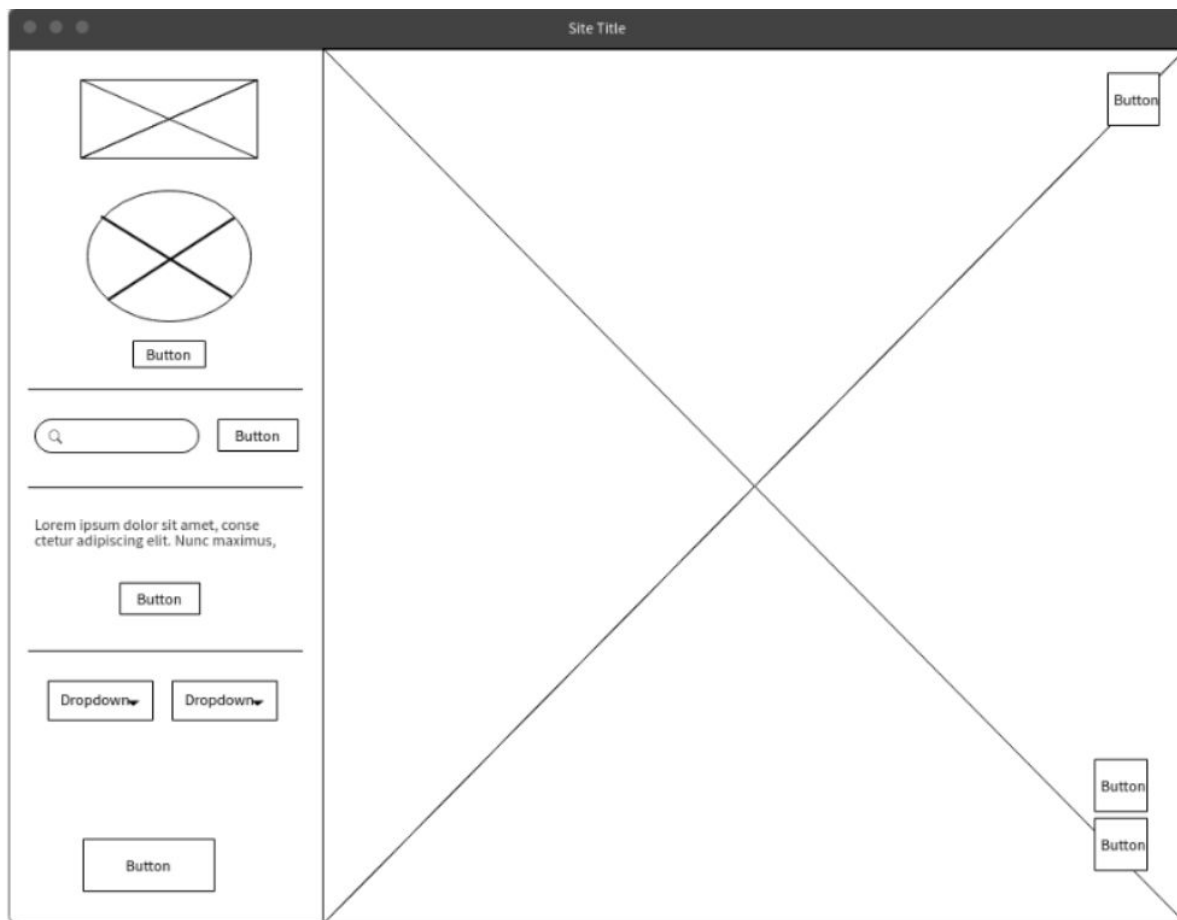 Site Title
Button
Button
Button
Lorem ipsum dolor sit amet, conse
ctetur adipiscing elit. Nunc maximus,
Button
Dropdown
Dropdown
Button
Button
Button